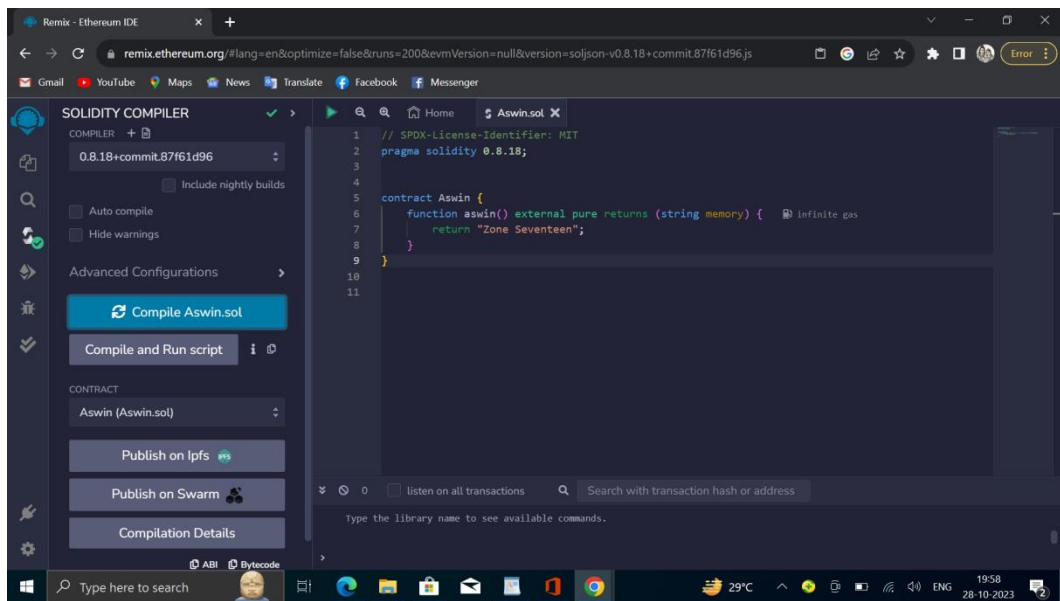 Remix - Ethereum IDE
remix.ethereum.org/#lang=en&optimize=false&runs=200&evmVersion=null&version=soljson-v0.8.18+commit.87f61d96.js
Error
Gmail YouTube Maps News Translate Facebook Messenger
SOLIDITY COMPILER
COMPILER
0.8.18+commit.87f61d96
Include nightly builds
Auto compile
Hide warnings
Advanced Configurations
Compile Aswin.sol
Compile and Run script
CONTRACT
Aswin (Aswin.sol)
Publish on Ipfs
IPFS
Publish on Swarm
Compilation Details
ABI Bytecode
Home Aswin.sol
1 // SPDX-License-Identifier: MIT
2 pragma solidity 0.8.18;
3
4
5 contract Aswin {
6 function aswin() external pure returns (string memory) { infinite gas
7 return "Zone Seventeen";
8 }
9 }
10
11
0 listen on all transactions Search with transaction hash or address
Type the library name to see available commands.
>
Type here to search
29°C ENG 19:58
28-10-2023
2